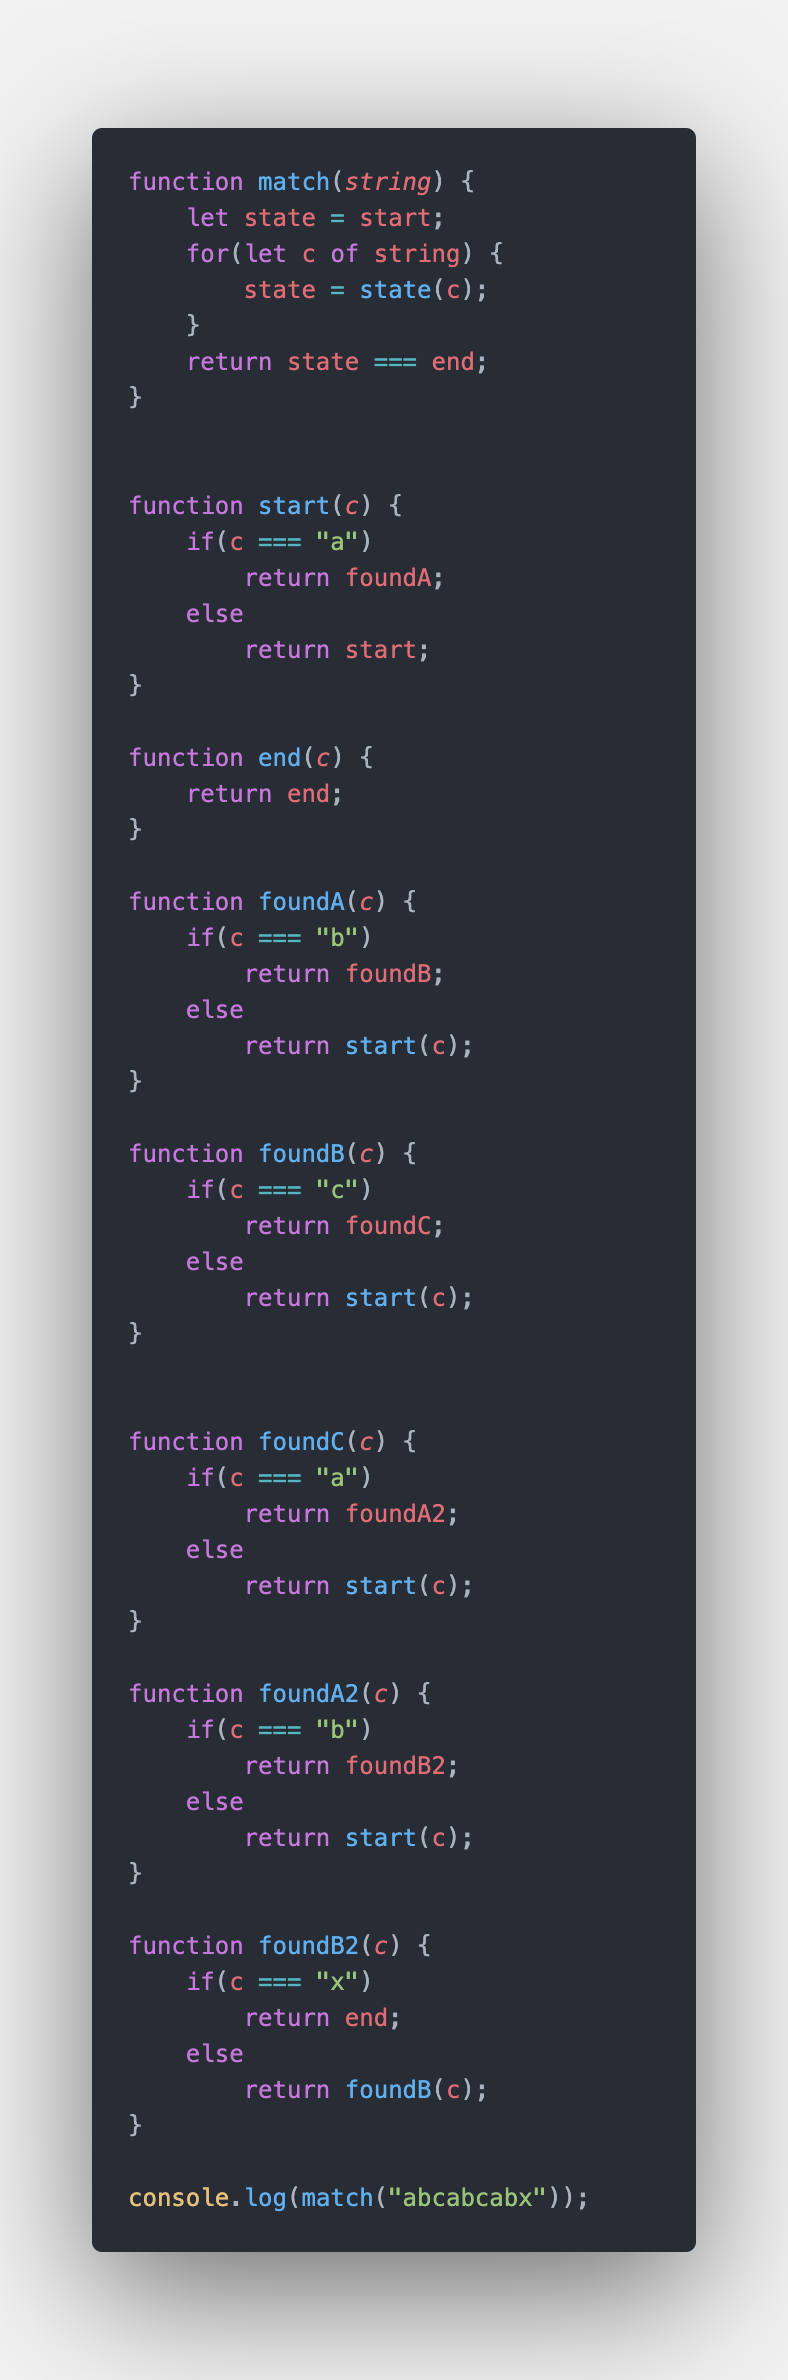 function match(string) {
    let state = start;
    for(let c of string) {
        state = state(c);
    }
    return state === end;
}


function start(c) {
    if(c === "a")
        return foundA;
    else
        return start;
}

function end(c) {
    return end;
}

function foundA(c) {
    if(c === "b")
        return foundB;
    else
        return start(c);
}

function foundB(c) {
    if(c === "c")
        return foundC;
    else
        return start(c);
}


function foundC(c) {
    if(c === "a")
        return foundA2;
    else
        return start(c);
}

function foundA2(c) {
    if(c === "b")
        return foundB2;
    else
        return start(c);
}

function foundB2(c) {
    if(c === "x")
        return end;
    else
        return foundB(c);
}

console.log(match("abcabcabx"));